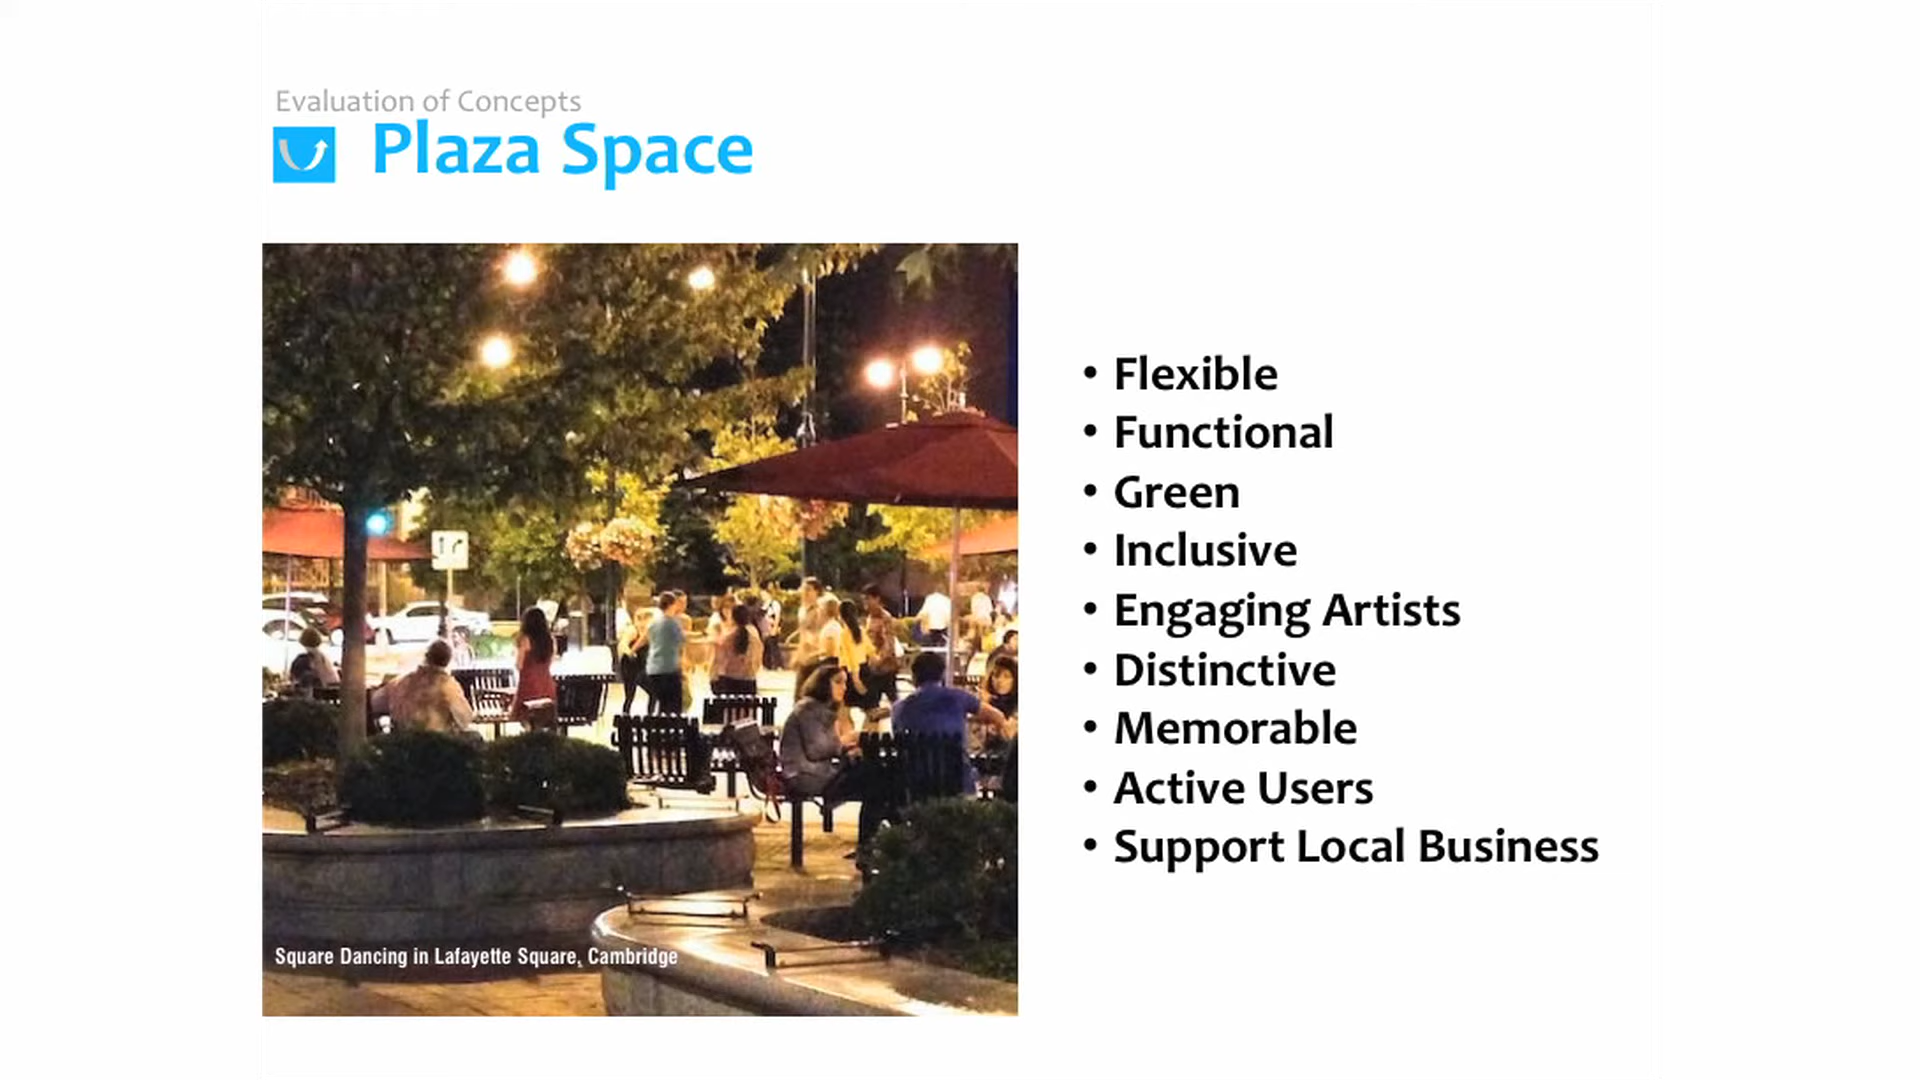 Evaluation of Concepts
Plaza Space
• Flexible
• Functional
• Green
• Inclusive
• Engaging Artists
• Distinctive
• Memorable
• Active Users
• Support Local Business
Square Dancing in Lafayette Square, Cambridge